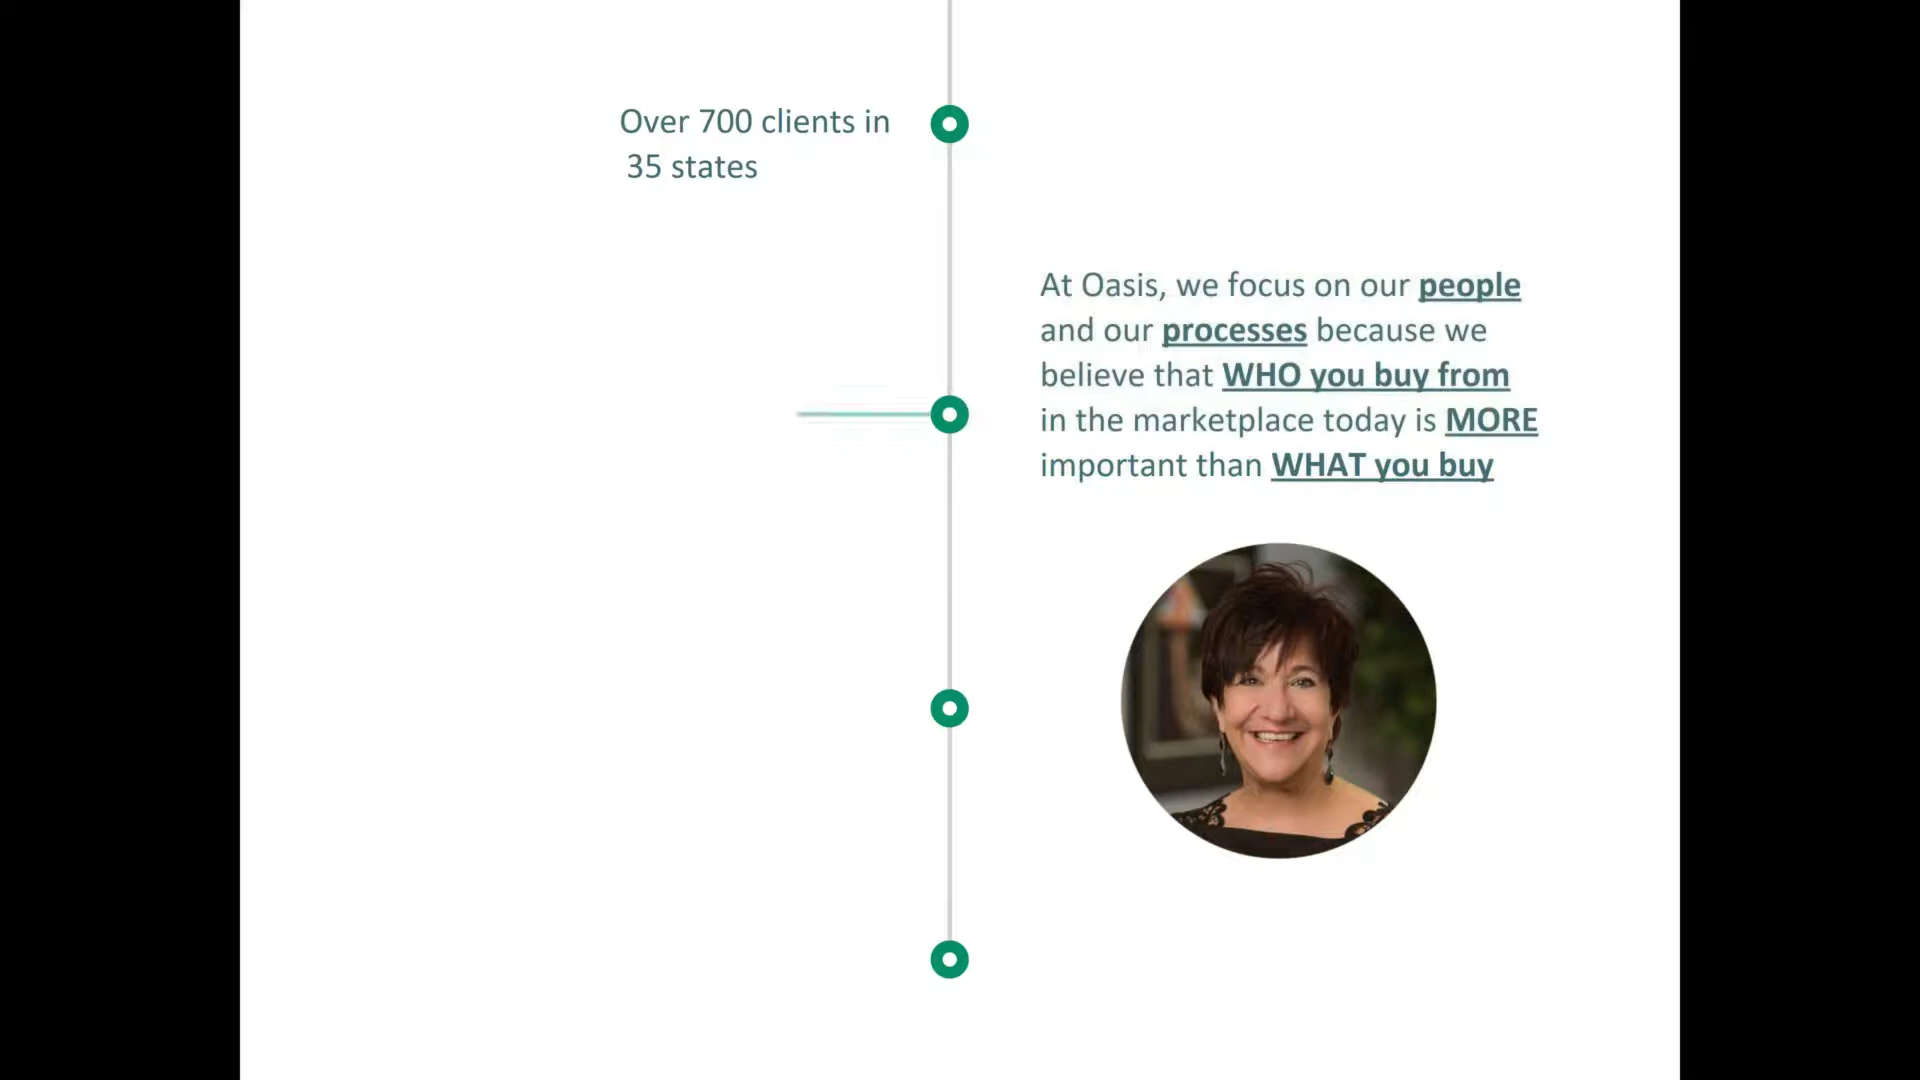 Over 700 clients in
35 states
At Oasis, we focus on our people
and our processes because we
believe that WHO you buy from
in the marketplace today is MORE
important than WHAT you buy